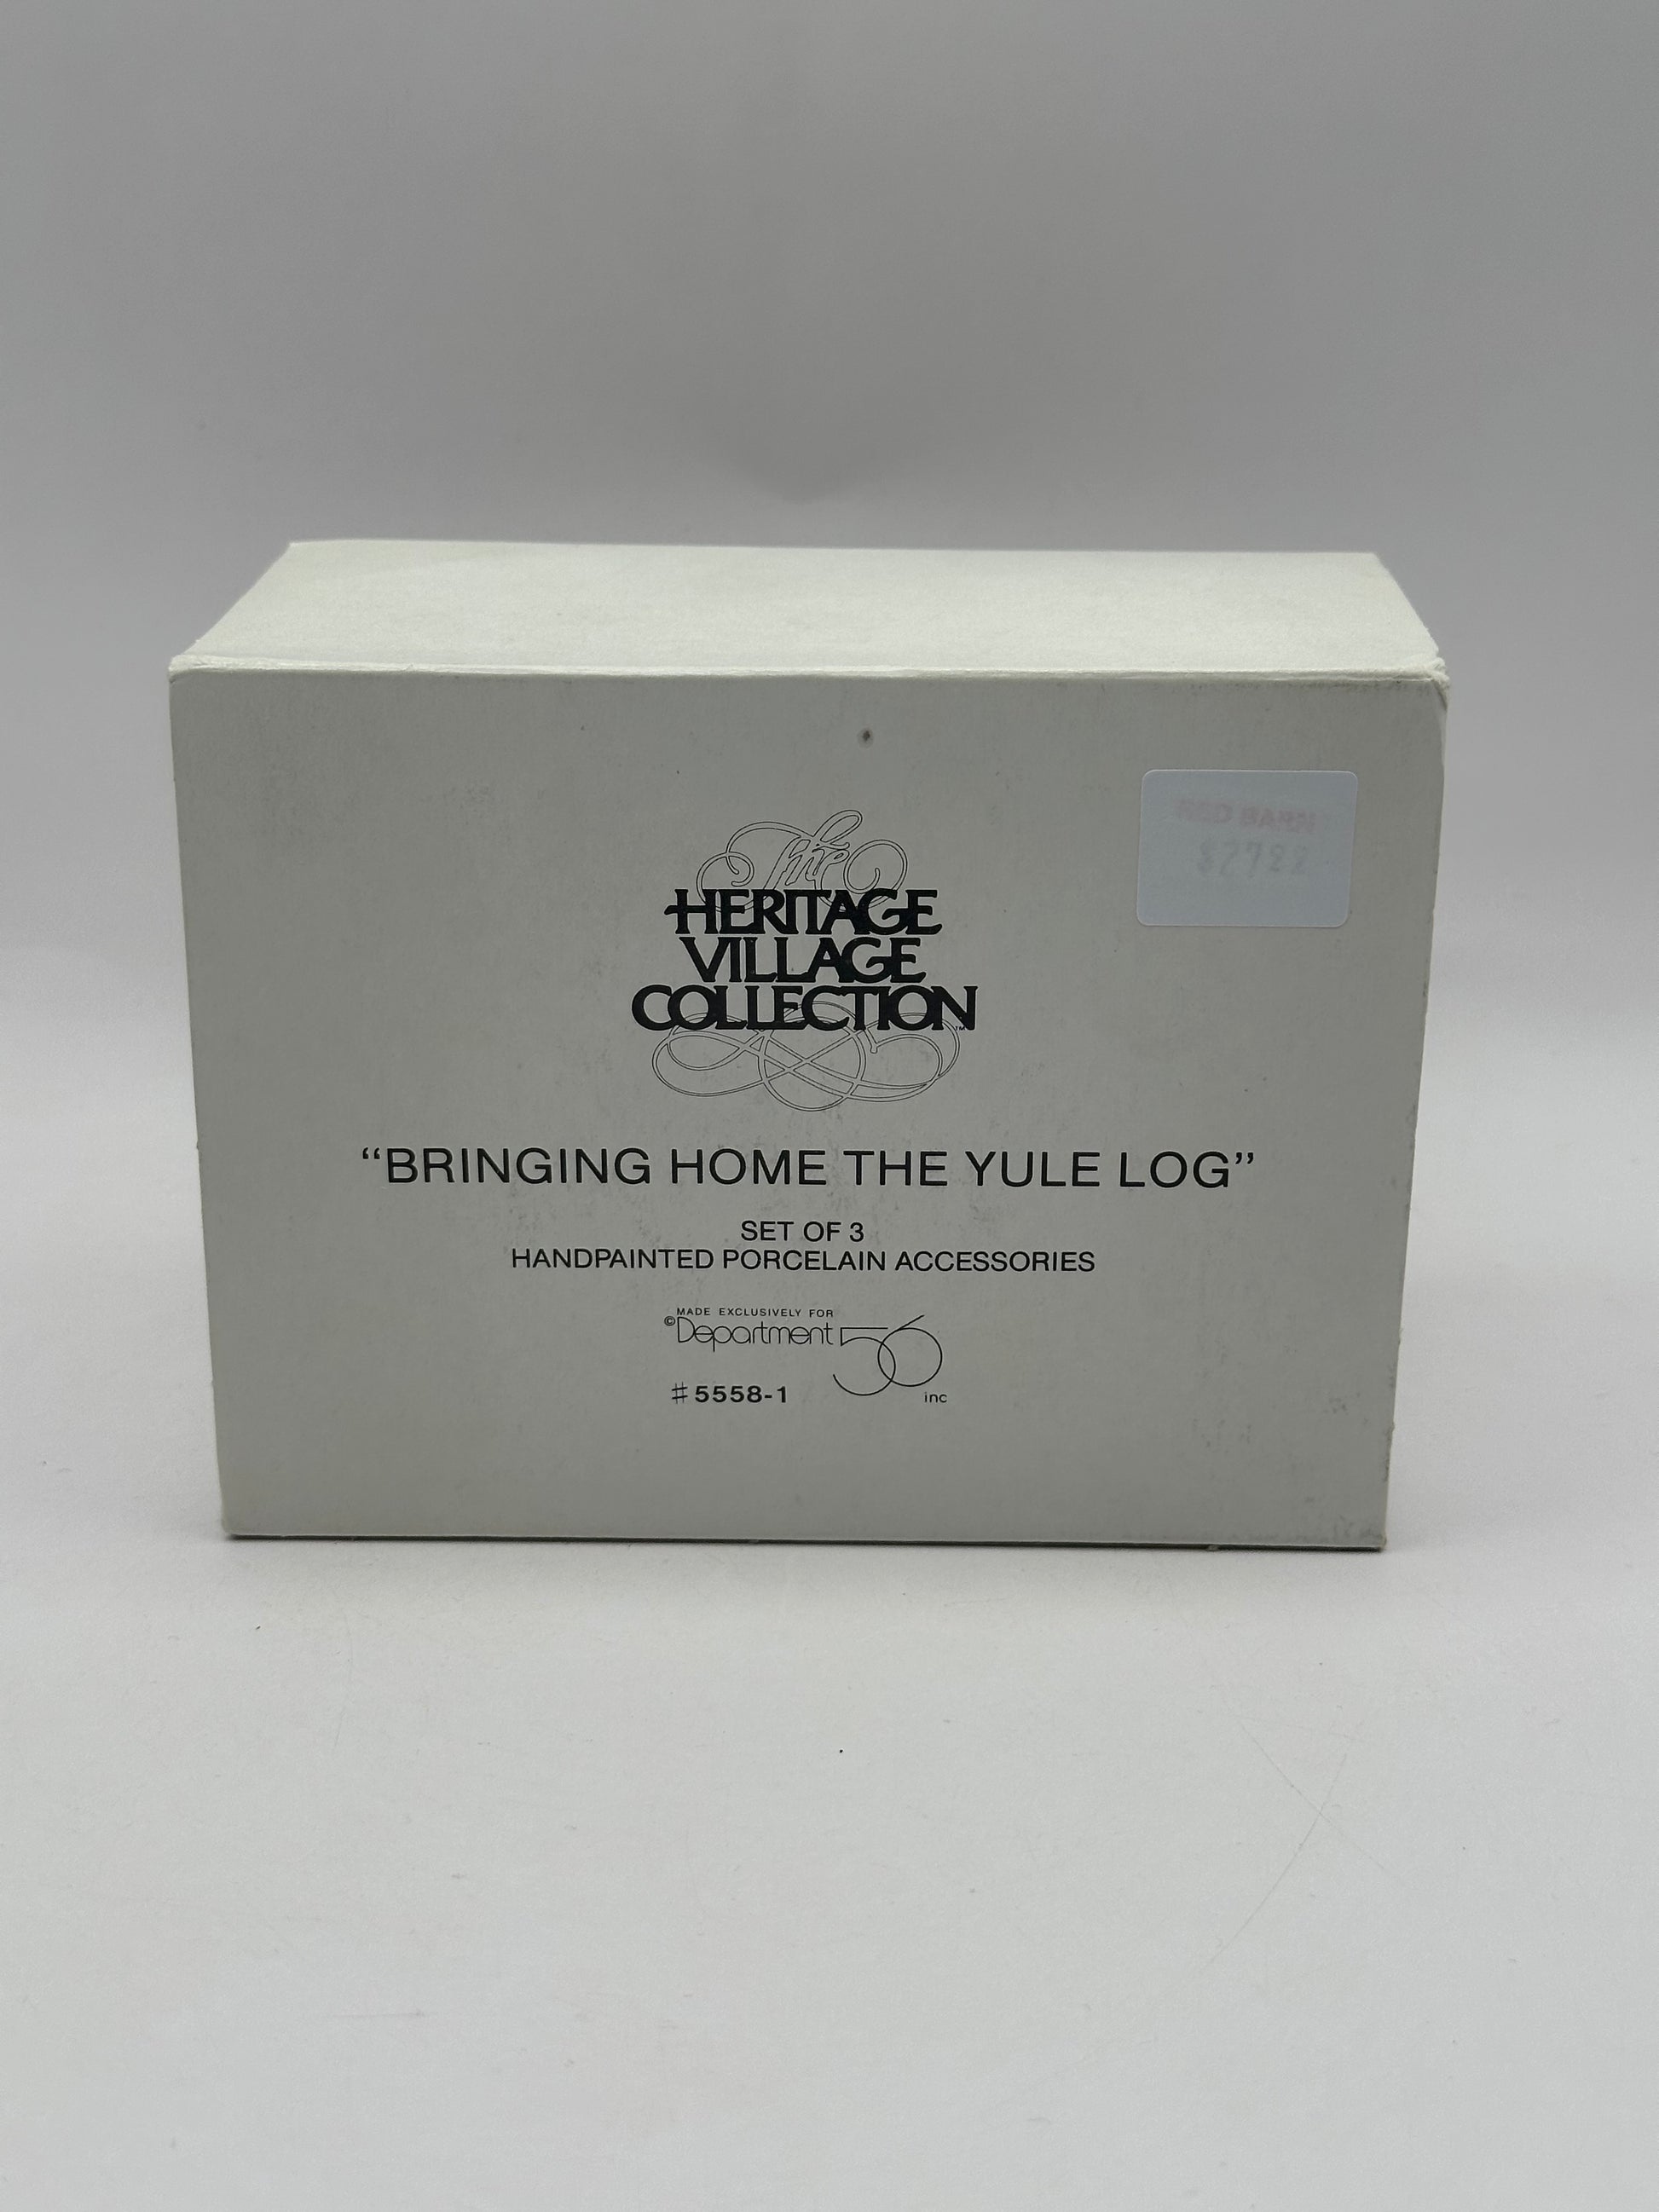 The
HERITAGE
VILLAGE
COLLECTION™
“BRINGING HOME THE YULE LOG”
SET OF 3
HANDPAINTED PORCELAIN ACCESSORIES
MADE EXCLUSIVELY FOR
©Department 56
#5558-1
inc
RED BARN